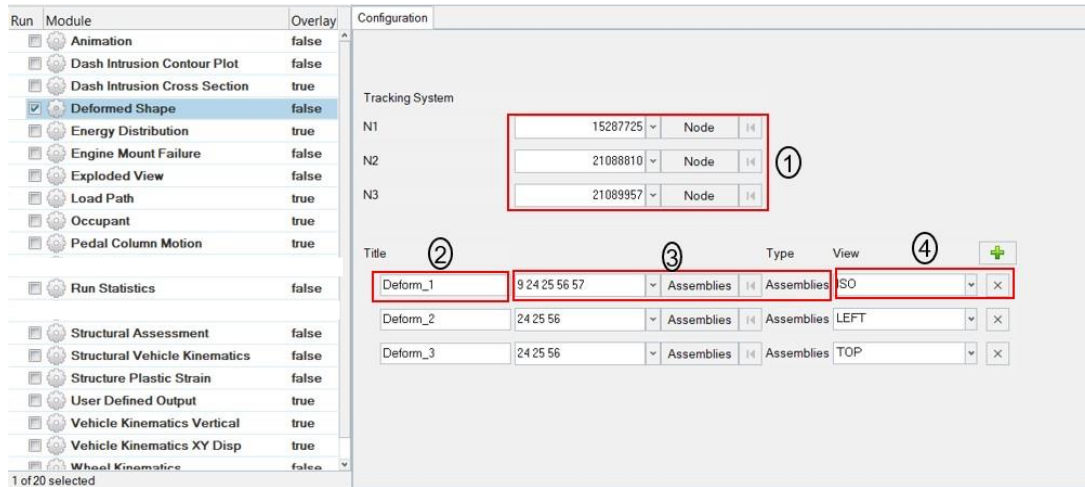 Run Module Overlay
Animation false
Dash Intrusion Contour Plot false
Dash Intrusion Cross Section true
Deformed Shape false
Energy Distribution true
Engine Mount Failure false
Exploded View false
Load Path true
Occupant true
Pedal Column Motion true
Run Statistics false
Structural Assessment false
Structural Vehicle Kinematics false
Structure Plastic Strain false
User Defined Output true
Vehicle Kinematics Vertical true
Vehicle Kinematics XY Disp true
Wheel Kinematics false
1 of 20 selected
Configuration
Tracking System
N1 15287725 Node
N2 21088810 Node 1
N3 21089957 Node
Title 2 3 Type View 4
Deform_1 9 24 25 56 57 Assemblies Assemblies ISO
Deform_2 24 25 56 Assemblies Assemblies LEFT
Deform_3 24 25 56 Assemblies Assemblies TOP